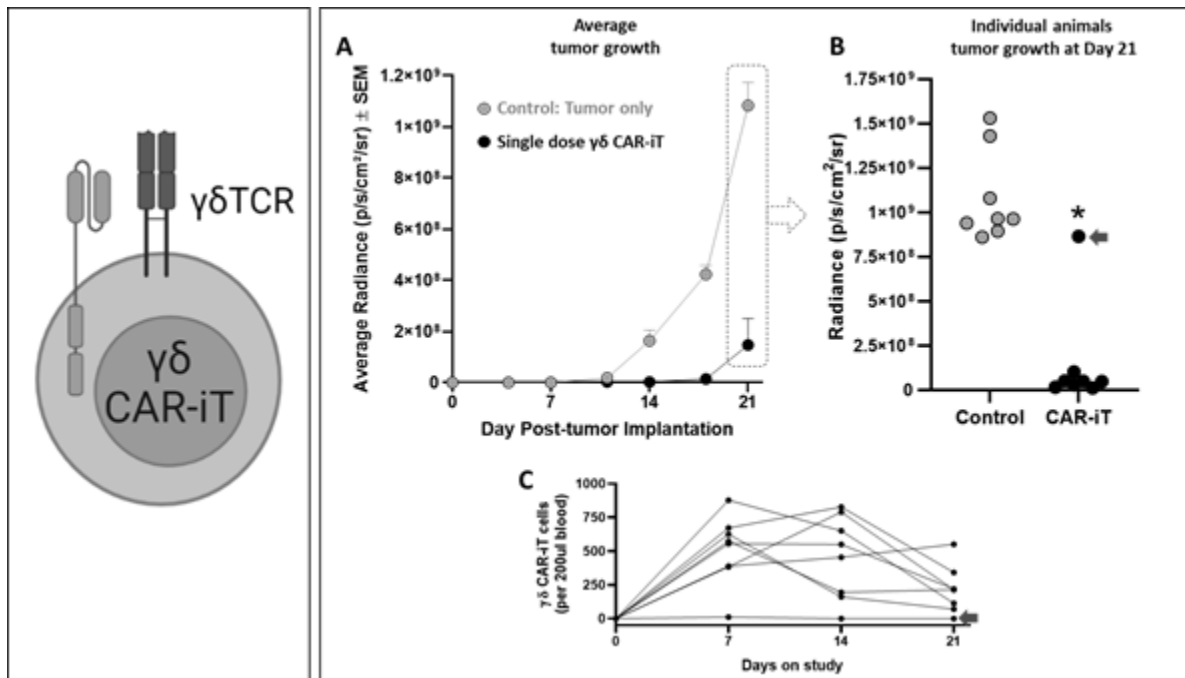 γδTCR
γδ
CAR-iT
A
Average
tumor growth
Average Radiance (p/s/cm²/sr) ± SEM
1.2×10⁹
1×10⁹
8×10⁸
6×10⁸
4×10⁸
2×10⁸
0
Control: Tumor only
Single dose γδ CAR-iT
0 7 14 21
Day Post-tumor Implantation
B
Individual animals
tumor growth at Day 21
Radiance (p/s/cm²/sr)
1.75×10⁹
1.5×10⁹
1.25×10⁹
1×10⁹
7.5×10⁸
5×10⁸
2.5×10⁸
0
*
Control CAR-iT
C
γδ CAR-iT cells
(per 200ul blood)
1000
750
500
250
0
0 7 14 21
Days on study